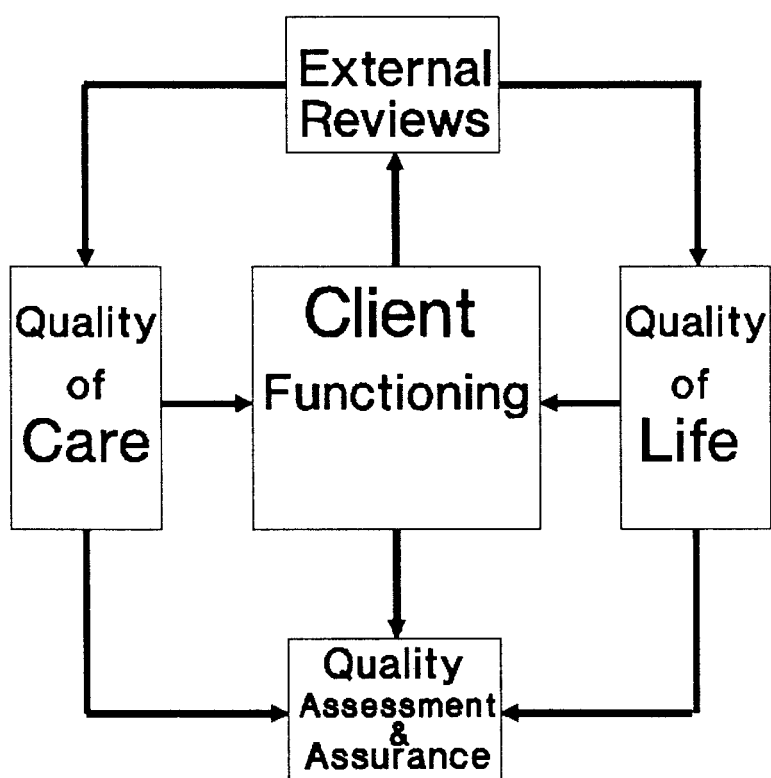 External
Reviews
Quality
of
Care
Client
Functioning
Quality
of
Life
Quality
Assessment
&
Assurance